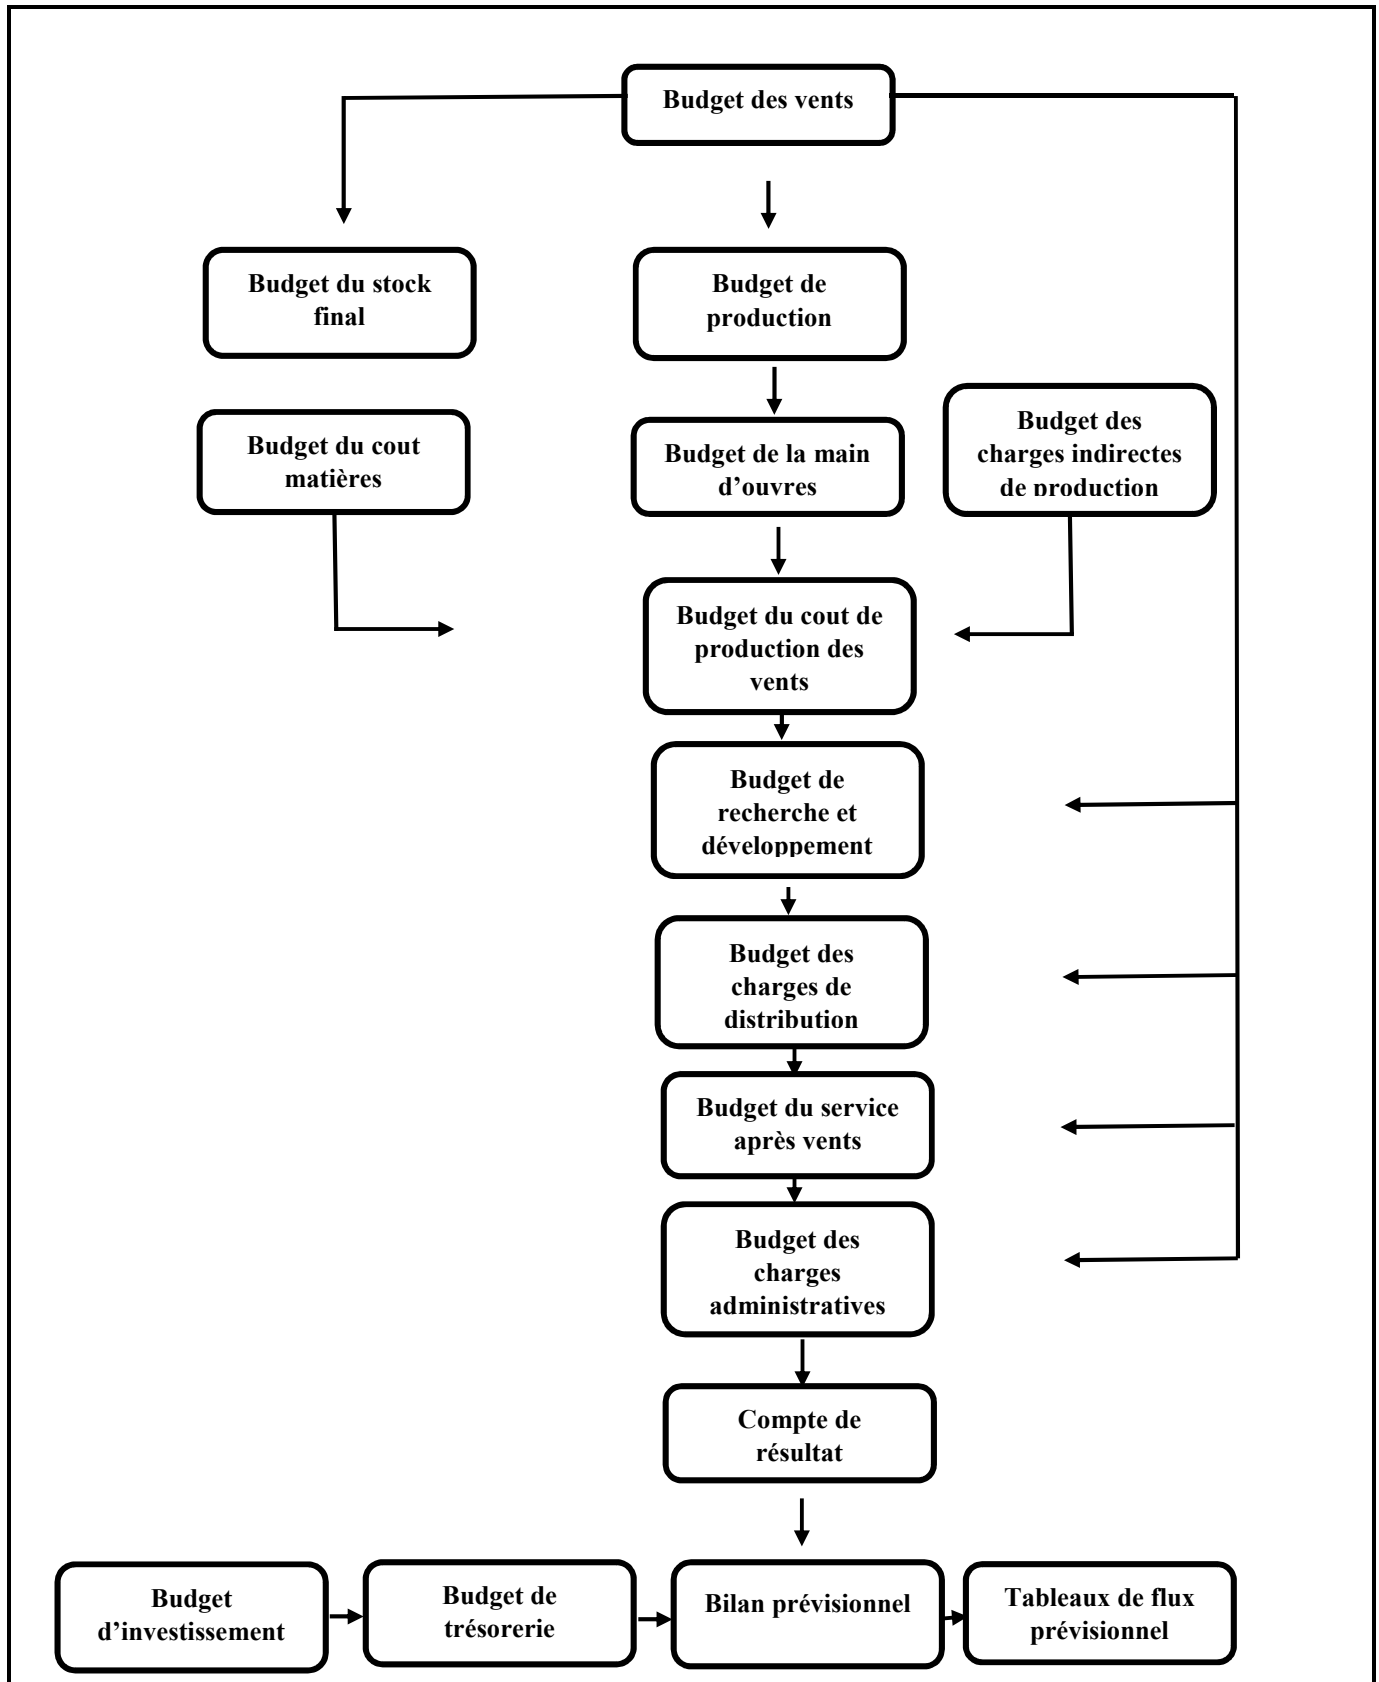 Budget des vents
Budget du stock
final
Budget de
production
Budget du cout
matières
Budget de la main
d’ouvres
Budget des
charges indirectes
de production
Budget du cout de
production des
vents
Budget de
recherche et
développement
Budget des
charges de
distribution
Budget du service
après vents
Budget des
charges
administratives
Compte de
résultat
Budget
d’investissement
Budget de
trésorerie
Bilan prévisionnel
Tableaux de flux
prévisionnel